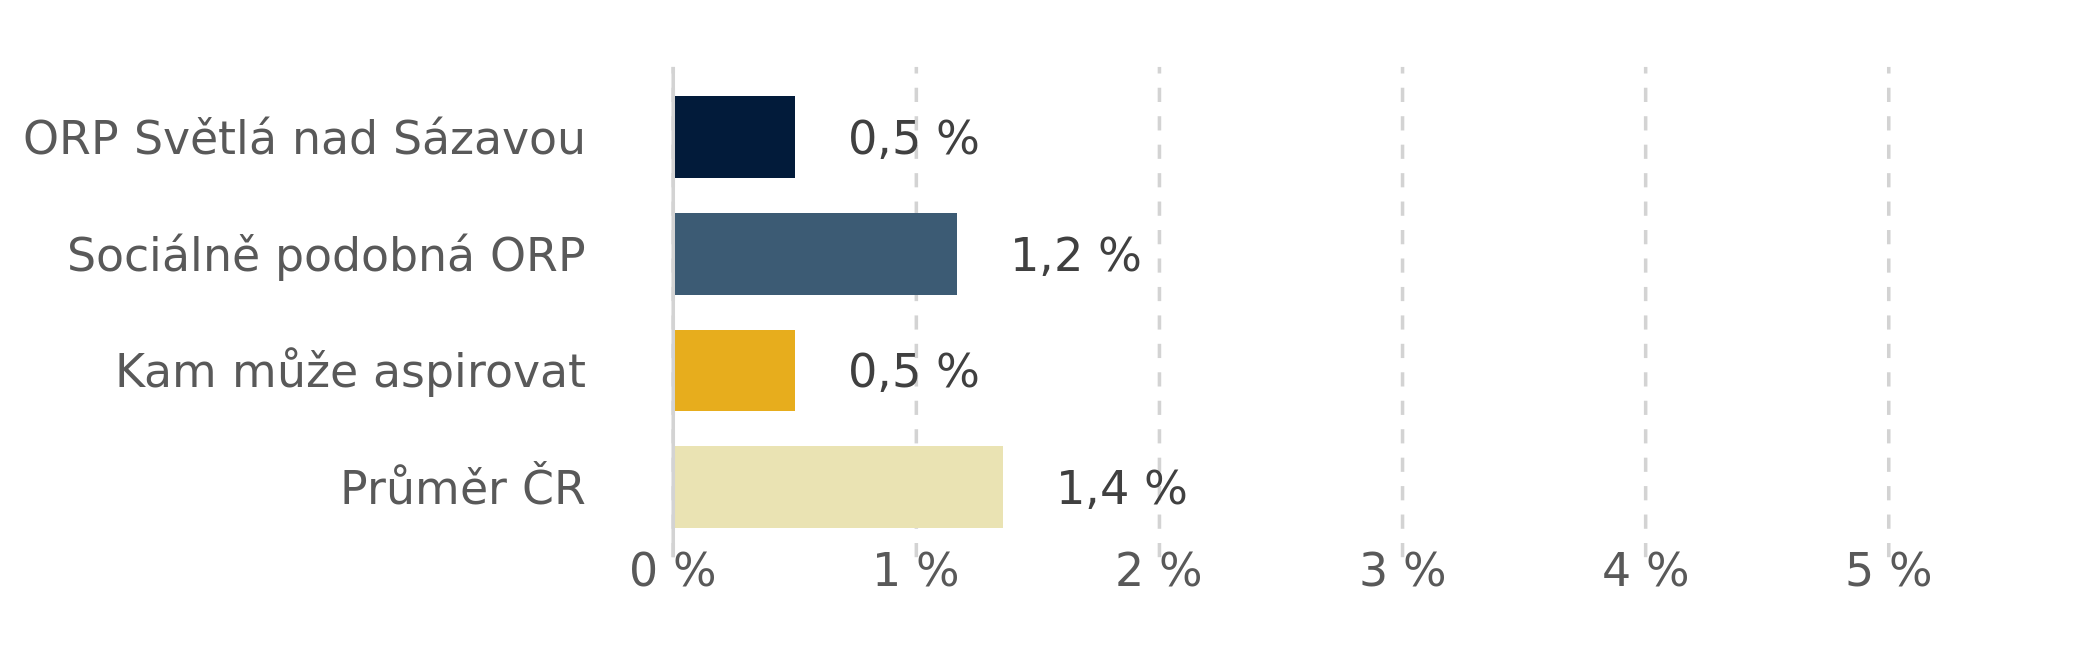 ORP Světlá nad Sázavou 0,5 %
Sociálně podobná ORP 1,2 %
Kam může aspirovat 0,5 %
Průměr ČR 1,4 %
0 % 1 % 2 % 3 % 4 % 5 %